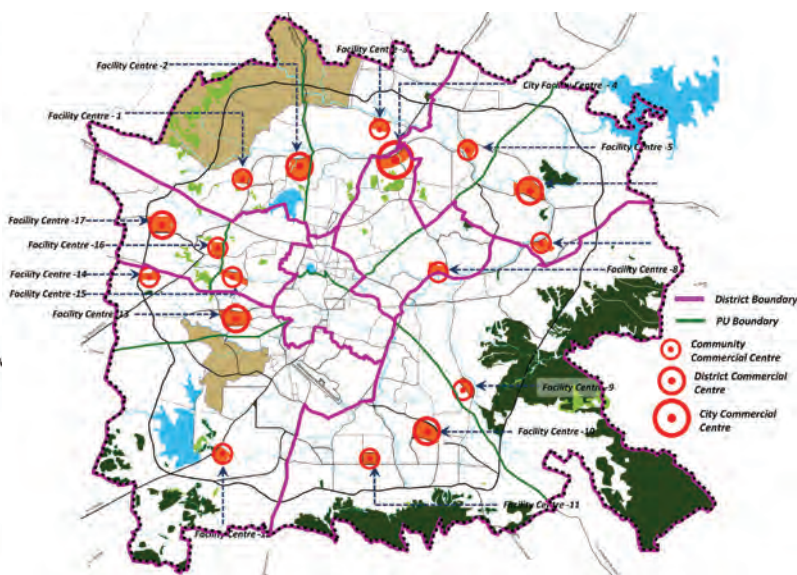 Facility Centre - 3
Facility Centre -2
City Facility Centre - 4
Facility Centre - 1
Facility Centre -5
Facility Centre -17
Facility Centre -16
Facility Centre -8
Facility Centre -14
Facility Centre -15
District Boundary
Facility Centre -13
PU Boundary
Community
Commercial Centre
District Commercial
Centre
Facility Centre -9
City Commercial
Centre
Facility Centre -10
Facility Centre -11
Facility Centre